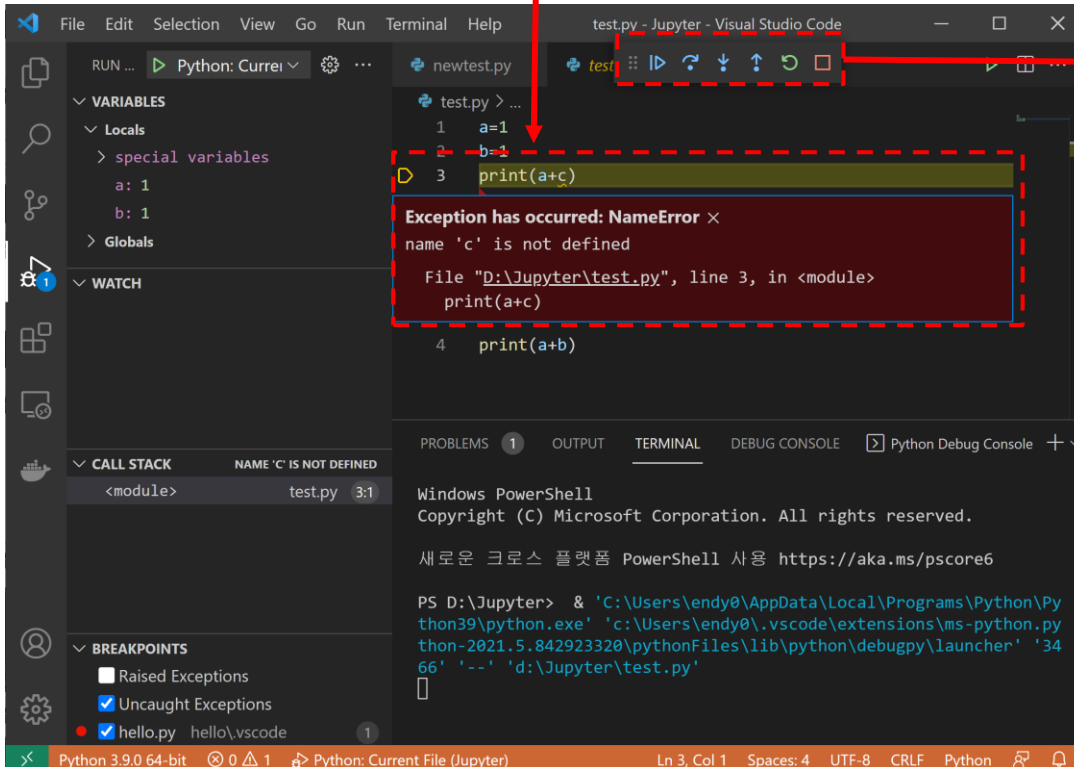 File Edit Selection View Go Run Terminal Help test.py - Jupyter - Visual Studio Code
RUN ... Python: Currer
VARIABLES
Locals
special variables
a: 1
b: 1
Globals
WATCH
CALL STACK NAME 'C' IS NOT DEFINED
<module> test.py 3:1
BREAKPOINTS
Raised Exceptions
Uncaught Exceptions
hello.py hello\.vscode 1
1
newtest.py test
test.py > ...
1 a=1
2 b=1
3 print(a+c)
Exception has occurred: NameError ×
name 'c' is not defined
File "D:\Jupyter\test.py", line 3, in <module>
print(a+c)
4 print(a+b)
PROBLEMS 1 OUTPUT TERMINAL DEBUG CONSOLE Python Debug Console
Windows PowerShell
Copyright (C) Microsoft Corporation. All rights reserved.
새로운 크로스 플랫폼 PowerShell 사용 https://aka.ms/pscore6
PS D:\Jupyter> & 'C:\Users\endy0\AppData\Local\Programs\Python\Py
thon39\python.exe' 'c:\Users\endy0\.vscode\extensions\ms-python.py
thon-2021.5.842923320\pythonFiles\lib\python\debugpy\launcher' '34
66' '--' 'd:\Jupyter\test.py'
Python 3.9.0 64-bit 0 1 Python: Current File (Jupyter) Ln 3, Col 1 Spaces: 4 UTF-8 CRLF Python